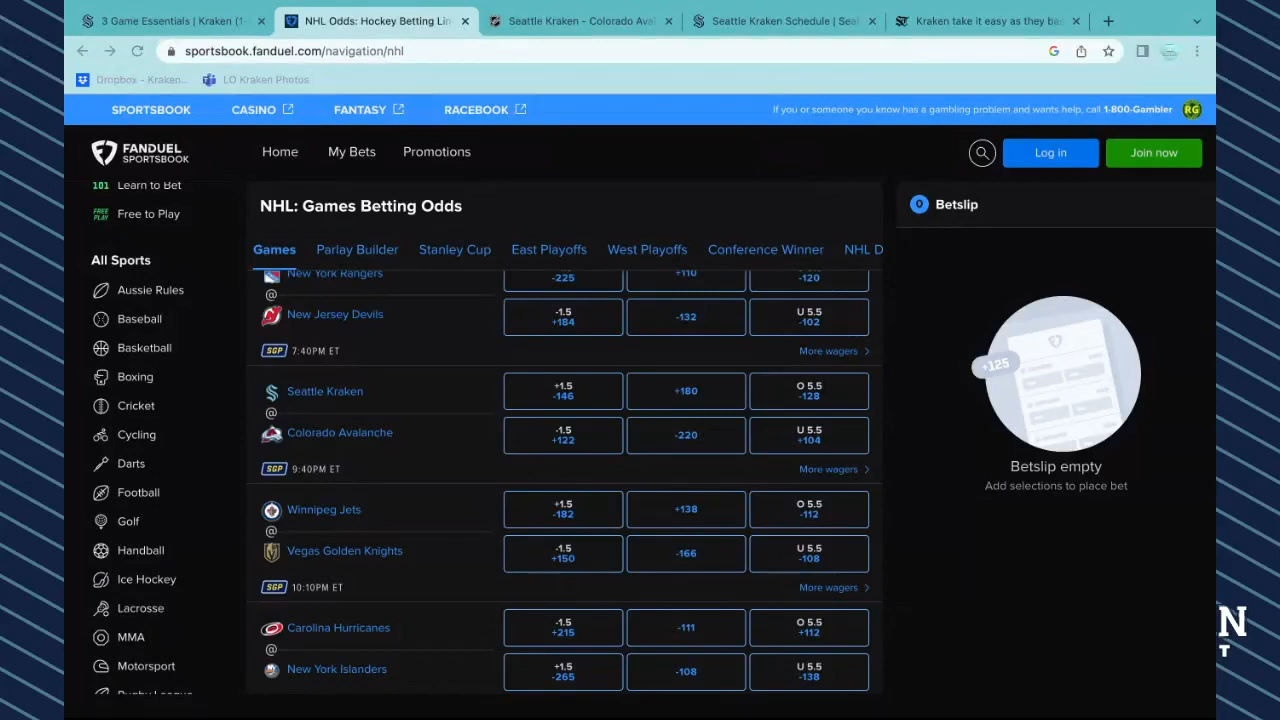 3 Game Essentials | Kraken (1-
NHL Odds: Hockey Betting Lin
Seattle Kraken - Colorado Aval
Seattle Kraken Schedule | Seat
Kraken take it easy as they bas
sportsbook.fanduel.com/navigation/nhl
Dropbox - Kraken...
LO Kraken Photos
SPORTSBOOK
CASINO
FANTASY
RACEBOOK
If you or someone you know has a gambling problem and wants help, call 1-800-Gambler
RG
FANDUEL
SPORTSBOOK
Home
My Bets
Promotions
Log in
Join now
101 Learn to Bet
FREE PLAY Free to Play
All Sports
Aussie Rules
Baseball
Basketball
Boxing
Cricket
Cycling
Darts
Football
Golf
Handball
Ice Hockey
Lacrosse
MMA
Motorsport
Rugby League
NHL: Games Betting Odds
Games
Parlay Builder
Stanley Cup
East Playoffs
West Playoffs
Conference Winner
NHL D
New York Rangers
-225
+110
-120
@
New Jersey Devils
-1.5
+184
-132
U 5.5
-102
SGP 7:40PM ET
More wagers
Seattle Kraken
+1.5
-146
+180
O 5.5
-128
@
Colorado Avalanche
-1.5
+122
-220
U 5.5
+104
SGP 9:40PM ET
More wagers
Winnipeg Jets
+1.5
-182
+138
O 5.5
-112
@
Vegas Golden Knights
-1.5
+150
-166
U 5.5
-108
SGP 10:10PM ET
More wagers
Carolina Hurricanes
-1.5
+215
-111
O 5.5
+112
@
New York Islanders
+1.5
-265
-108
U 5.5
-138
0 Betslip
+125
Betslip empty
Add selections to place bet
N
T